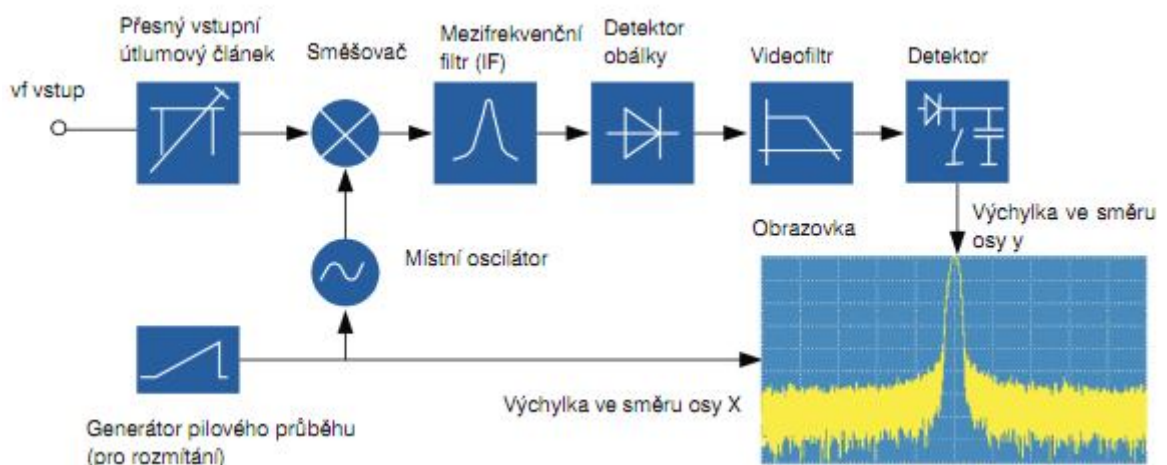 Přesný vstupní
útlumový článek
Směšovač
Mezifrekvenční
filtr (IF)
Detektor
obálky
Videofiltr
Detektor
vf vstup
Místní oscilátor
Obrazovka
Výchylka ve směru
osy y
Výchylka ve směru osy X
Generátor pilového průběhu
(pro rozmítání)